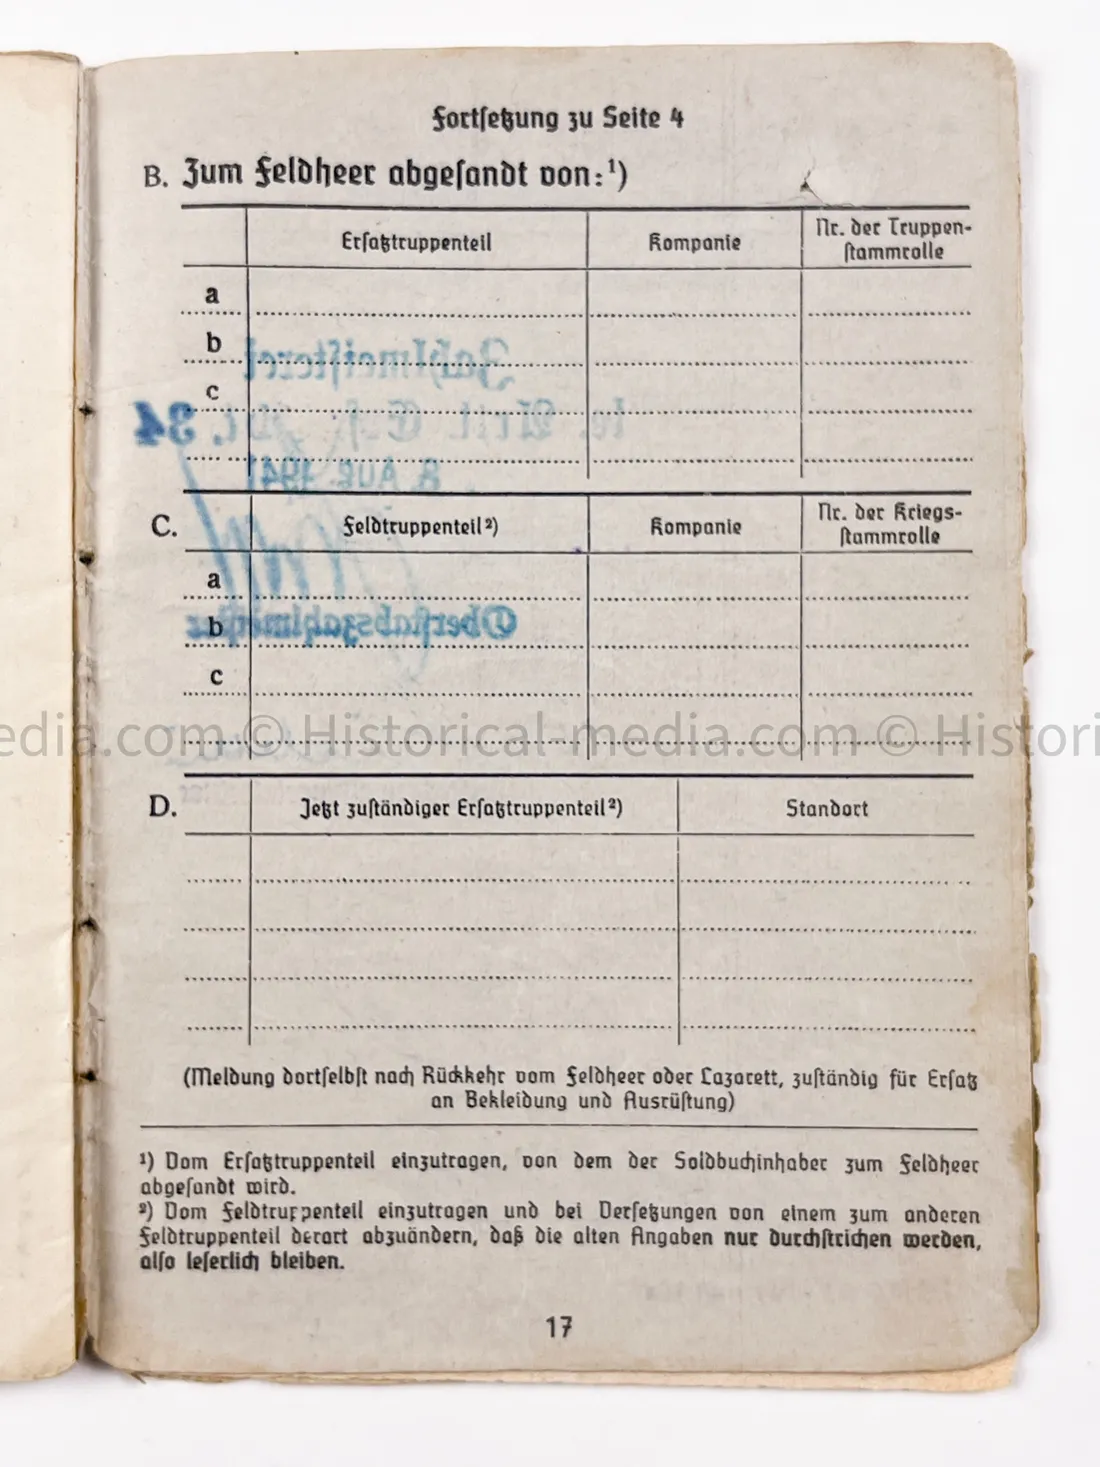 Fortsetzung zu Seite 4
B. Zum Feldheer abgesandt von:¹)
Ersatztruppenteil Kompanie Nr. der Truppen-
stammrolle
a
b
Zahlmeisterei
c
34
8. Aug. 1941
C. Feldtruppenteil²) Kompanie Nr. der Kriegs-
stammrolle
a
b
Oberstabszahlmeister
c
edia.com © Historical-media.com © Histori
D. Jetzt zuständiger Ersatztruppenteil²) Standort
(Meldung dortselbst nach Rückkehr vom Feldheer oder Lazarett, zuständig für Ersatz
an Bekleidung und Ausrüstung)
¹) Vom Ersatztruppenteil einzutragen, von dem der Soldbuchinhaber zum Feldheer
abgesandt wird.
²) Vom Feldtruppenteil einzutragen und bei Versetzungen von einem zum anderen
Feldtruppenteil derart abzuändern, daß die alten Angaben nur durchstrichen werden,
also leserlich bleiben.
17